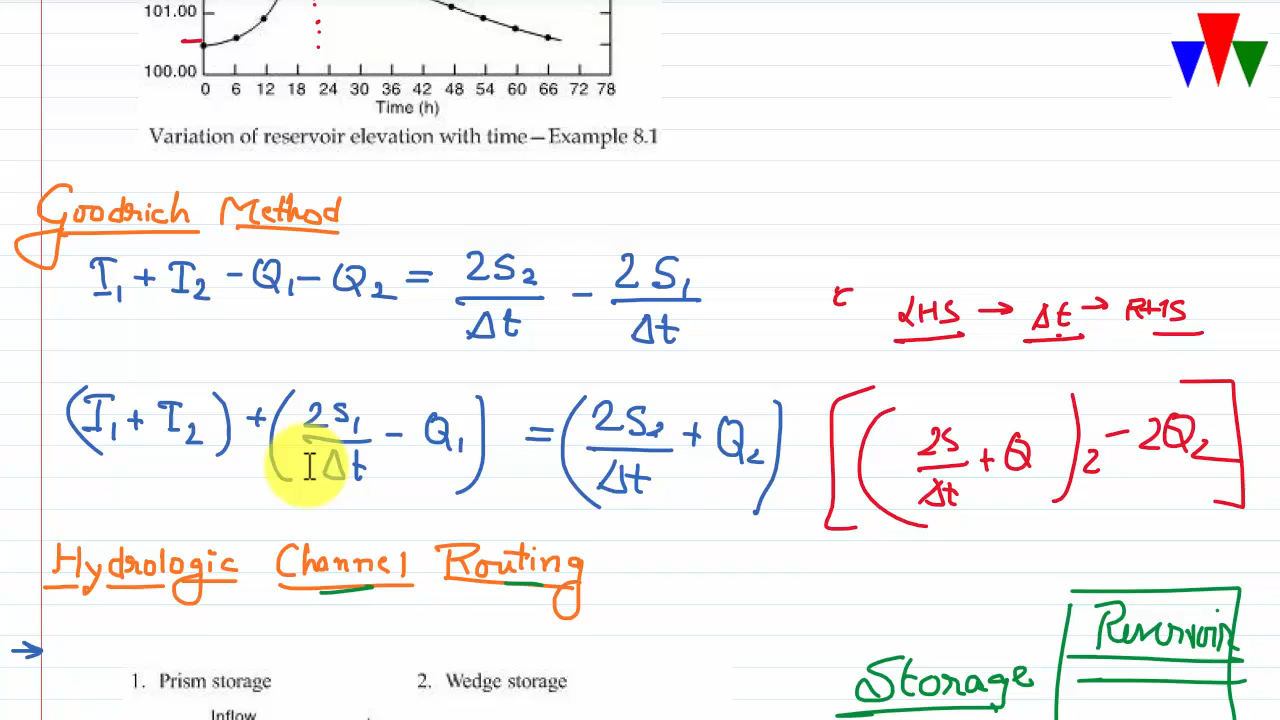 101.00
100.00
0 6 12 18 24 30 36 42 48 54 60 66 72 78
Time (h)
Variation of reservoir elevation with time—Example 8.1
Goodrich Method
I₁ + I₂ - Q₁ - Q₂ = 2S₂/Δt - 2S₁/Δt
LHS → Δt → RHS
(I₁ + I₂) + (2S₁/Δt - Q₁) = (2S₂/Δt + Q₂)
[(2S/Δt + Q)₂ - 2Q₂]
Hydrologic Channel Routing
→
Reservoir
Storage
1. Prism storage 2. Wedge storage
Inflow